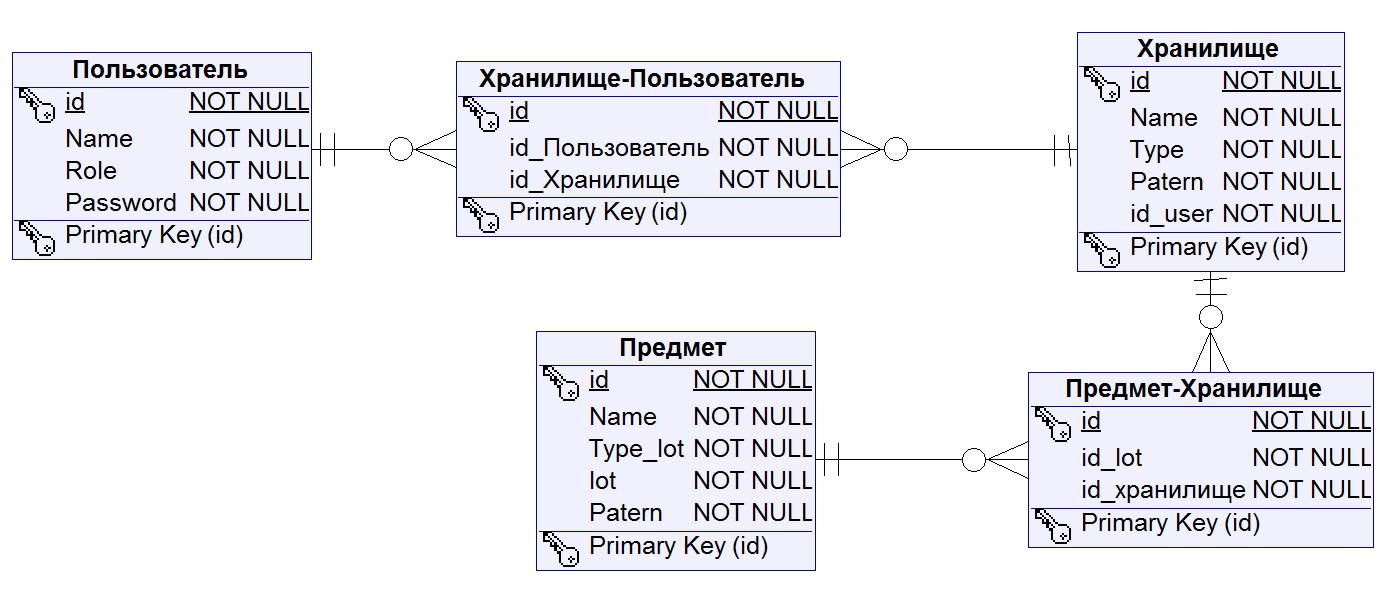 Пользователь
id NOT NULL
Name NOT NULL
Role NOT NULL
Password NOT NULL
Primary Key (id)
Хранилище-Пользователь
id NOT NULL
id_Пользователь NOT NULL
id_Хранилище NOT NULL
Primary Key (id)
Хранилище
id NOT NULL
Name NOT NULL
Type NOT NULL
Patern NOT NULL
id_user NOT NULL
Primary Key (id)
Предмет
id NOT NULL
Name NOT NULL
Type_lot NOT NULL
lot NOT NULL
Patern NOT NULL
Primary Key (id)
Предмет-Хранилище
id NOT NULL
id_lot NOT NULL
id_хранилище NOT NULL
Primary Key (id)